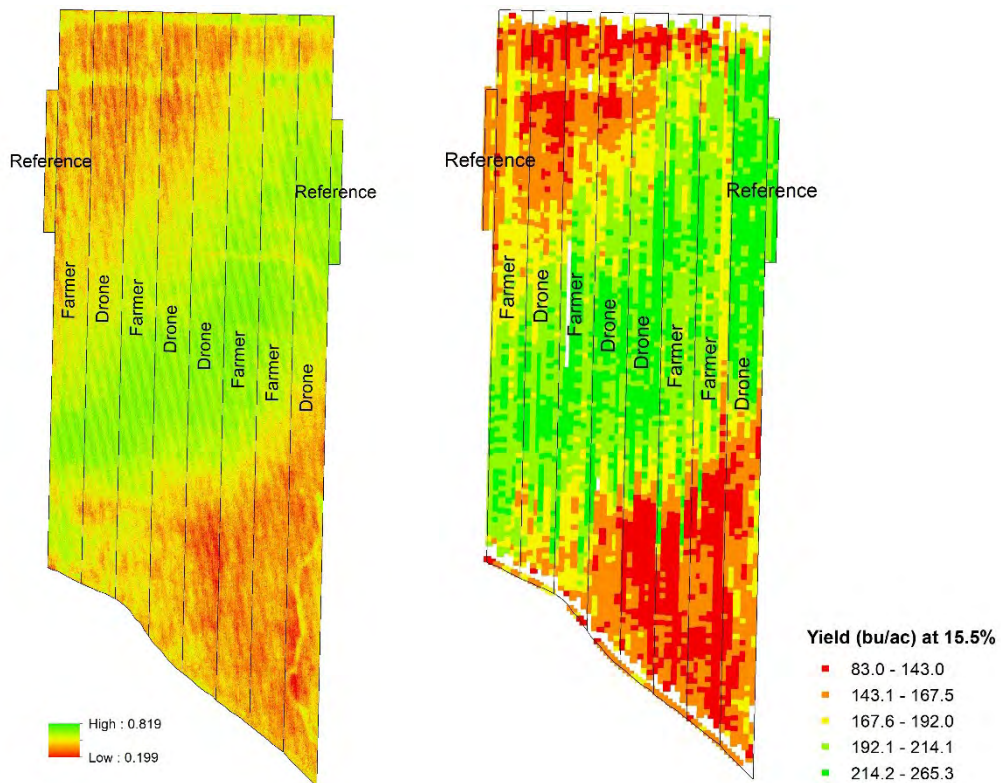 Reference
Reference
Farmer
Drone
Farmer
Drone
Drone
Farmer
Farmer
Drone
High : 0.819
Low : 0.199
Reference
Reference
Farmer
Drone
Farmer
Drone
Drone
Farmer
Farmer
Drone
Yield (bu/ac) at 15.5%
83.0 - 143.0
143.1 - 167.5
167.6 - 192.0
192.1 - 214.1
214.2 - 265.3